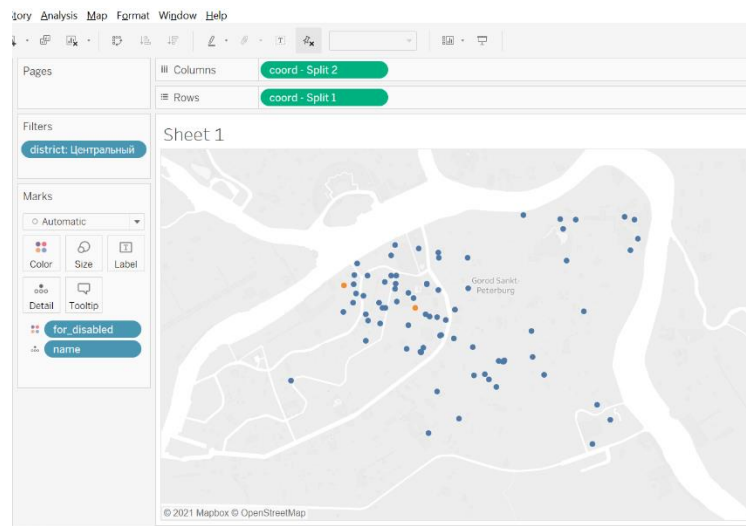 tory Analysis Map Format Window Help
Pages
Columns
coord - Split 2
Rows
coord - Split 1
Filters
district: Центральный
Sheet 1
Marks
Automatic
Color Size Label
Detail Tooltip
for_disabled
name
Gorod Sankt-
Peterburg
© 2021 Mapbox © OpenStreetMap